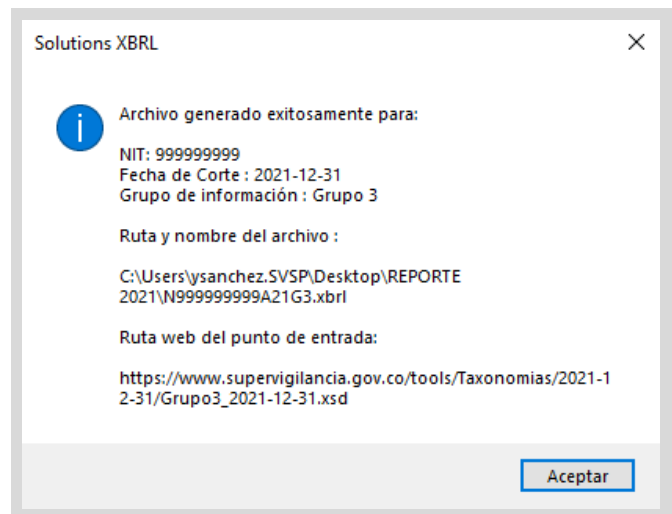 Solutions XBRL
Archivo generado exitosamente para:
NIT: 999999999
Fecha de Corte : 2021-12-31
Grupo de información : Grupo 3
Ruta y nombre del archivo :
C:\Users\ysanchez.SVSP\Desktop\REPORTE
2021\N999999999A21G3.xbrl
Ruta web del punto de entrada:
https://www.supervigilancia.gov.co/tools/Taxonomias/2021-1
2-31/Grupo3_2021-12-31.xsd
Aceptar